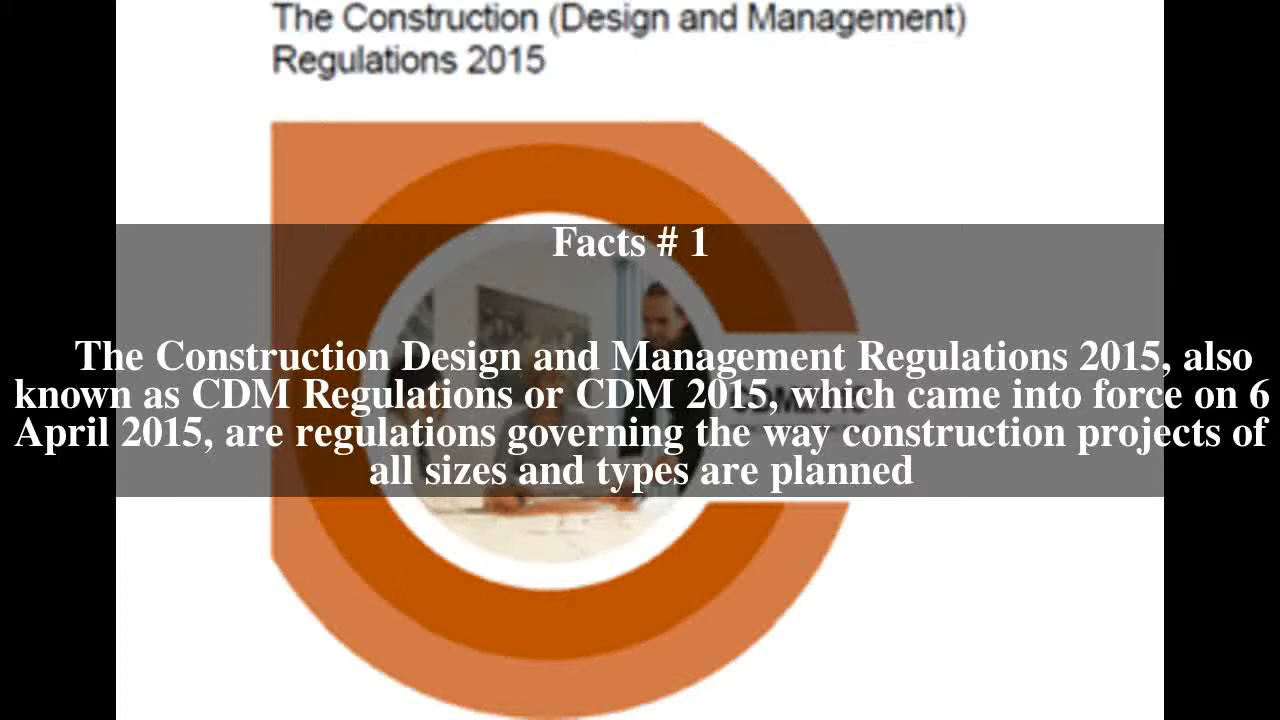 The Construction (Design and Management)
Regulations 2015
Facts # 1
The Construction Design and Management Regulations 2015, also
known as CDM Regulations or CDM 2015, which came into force on 6
April 2015, are regulations governing the way construction projects of
all sizes and types are planned